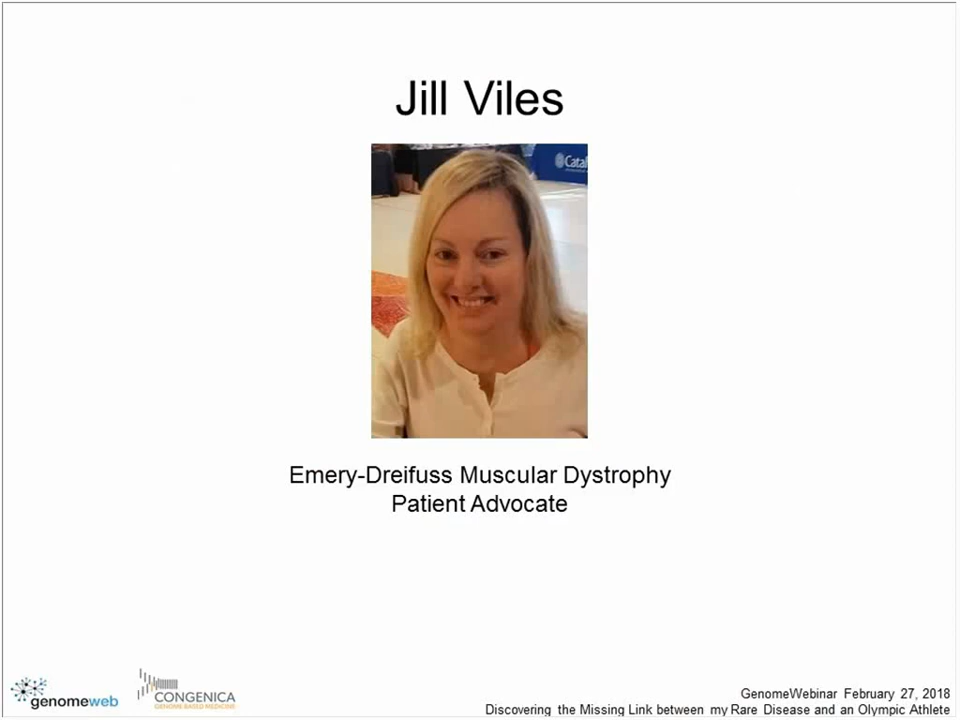 Jill Viles
Emery-Dreifuss Muscular Dystrophy
Patient Advocate
genomeweb
CONGENICA
GENOME BASED MEDICINE
GenomeWebinar February 27, 2018
Discovering the Missing Link between my Rare Disease and an Olympic Athlete